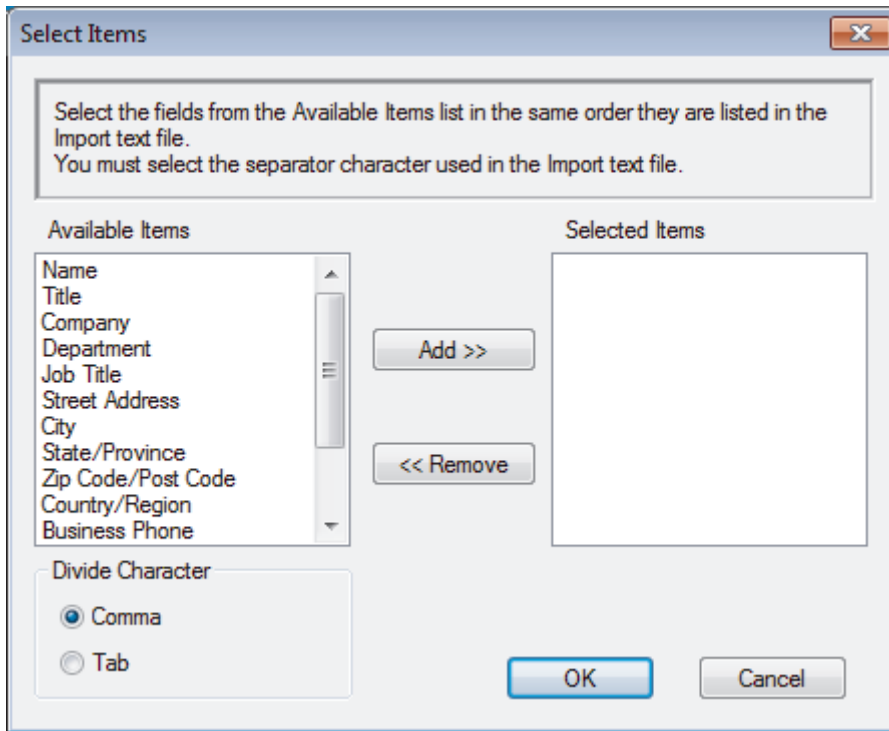 Select Items
Select the fields from the Available Items list in the same order they are listed in the
Import text file.
You must select the separator character used in the Import text file.
Available Items
Selected Items
Name
Title
Company
Department
Job Title
Street Address
City
State/Province
Zip Code/Post Code
Country/Region
Business Phone
Add >>
<< Remove
Divide Character
Comma
Tab
OK
Cancel